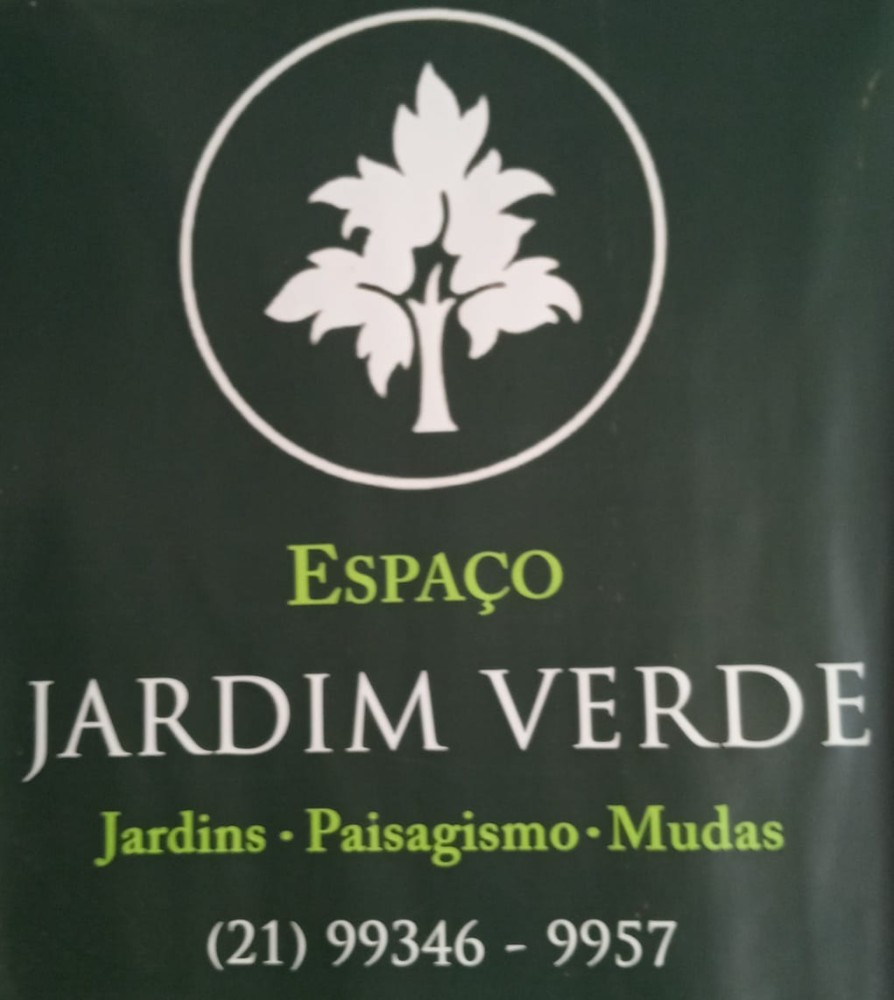 ESPAÇO
JARDIM VERDE
Jardins · Paisagismo · Mudas
(21) 99346 - 9957